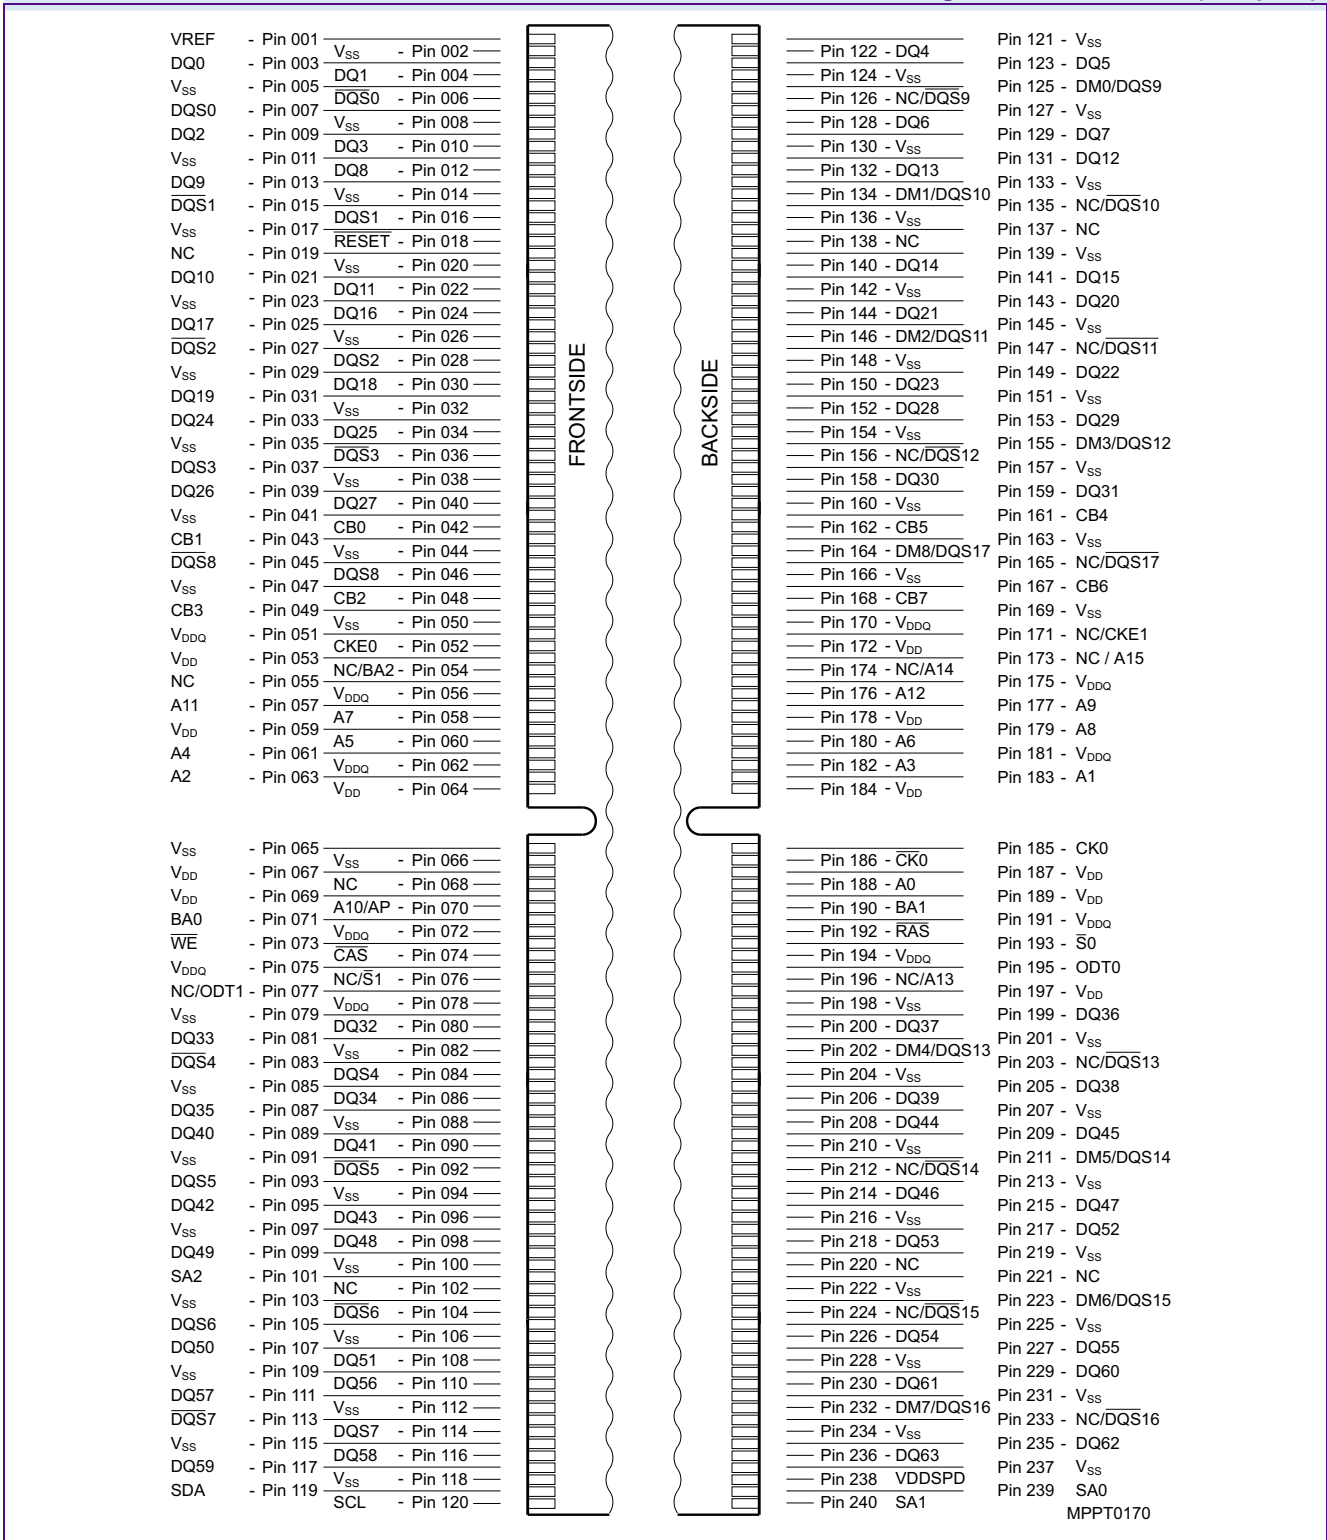 VREF - Pin 001
VSS - Pin 002
DQ0 - Pin 003
DQ1 - Pin 004
VSS - Pin 005
DQS0 - Pin 006
DQS0 - Pin 007
VSS - Pin 008
DQ2 - Pin 009
DQ3 - Pin 010
VSS - Pin 011
DQ8 - Pin 012
DQ9 - Pin 013
VSS - Pin 014
DQS1 - Pin 015
DQS1 - Pin 016
VSS - Pin 017
RESET - Pin 018
NC - Pin 019
VSS - Pin 020
DQ10 - Pin 021
DQ11 - Pin 022
VSS - Pin 023
DQ16 - Pin 024
DQ17 - Pin 025
VSS - Pin 026
DQS2 - Pin 027
DQS2 - Pin 028
VSS - Pin 029
DQ18 - Pin 030
DQ19 - Pin 031
VSS - Pin 032
DQ24 - Pin 033
DQ25 - Pin 034
VSS - Pin 035
DQS3 - Pin 036
DQS3 - Pin 037
VSS - Pin 038
DQ26 - Pin 039
DQ27 - Pin 040
VSS - Pin 041
CB0 - Pin 042
CB1 - Pin 043
VSS - Pin 044
DQS8 - Pin 045
DQS8 - Pin 046
VSS - Pin 047
CB2 - Pin 048
CB3 - Pin 049
VSS - Pin 050
VDDQ - Pin 051
CKE0 - Pin 052
VDD - Pin 053
NC/BA2 - Pin 054
NC - Pin 055
VDDQ - Pin 056
A11 - Pin 057
A7 - Pin 058
VDD - Pin 059
A5 - Pin 060
A4 - Pin 061
VDDQ - Pin 062
A2 - Pin 063
VDD - Pin 064
VSS - Pin 065
VSS - Pin 066
VDD - Pin 067
NC - Pin 068
VDD - Pin 069
A10/AP - Pin 070
BA0 - Pin 071
VDDQ - Pin 072
WE - Pin 073
CAS - Pin 074
VDDQ - Pin 075
NC/S1 - Pin 076
NC/ODT1 - Pin 077
VDDQ - Pin 078
VSS - Pin 079
DQ32 - Pin 080
DQ33 - Pin 081
VSS - Pin 082
DQS4 - Pin 083
DQS4 - Pin 084
VSS - Pin 085
DQ34 - Pin 086
DQ35 - Pin 087
VSS - Pin 088
DQ40 - Pin 089
DQ41 - Pin 090
VSS - Pin 091
DQS5 - Pin 092
DQS5 - Pin 093
VSS - Pin 094
DQ42 - Pin 095
DQ43 - Pin 096
VSS - Pin 097
DQ48 - Pin 098
DQ49 - Pin 099
VSS - Pin 100
SA2 - Pin 101
NC - Pin 102
VSS - Pin 103
DQS6 - Pin 104
DQS6 - Pin 105
VSS - Pin 106
DQ50 - Pin 107
DQ51 - Pin 108
VSS - Pin 109
DQ56 - Pin 110
DQ57 - Pin 111
VSS - Pin 112
DQS7 - Pin 113
DQS7 - Pin 114
VSS - Pin 115
DQ58 - Pin 116
DQ59 - Pin 117
VSS - Pin 118
SDA - Pin 119
SCL - Pin 120
FRONTSIDE
BACKSIDE
Pin 121 - VSS
Pin 122 - DQ4
Pin 123 - DQ5
Pin 124 - VSS
Pin 125 - DM0/DQS9
Pin 126 - NC/DQS9
Pin 127 - VSS
Pin 128 - DQ6
Pin 129 - DQ7
Pin 130 - VSS
Pin 131 - DQ12
Pin 132 - DQ13
Pin 133 - VSS
Pin 134 - DM1/DQS10
Pin 135 - NC/DQS10
Pin 136 - VSS
Pin 137 - NC
Pin 138 - NC
Pin 139 - VSS
Pin 140 - DQ14
Pin 141 - DQ15
Pin 142 - VSS
Pin 143 - DQ20
Pin 144 - DQ21
Pin 145 - VSS
Pin 146 - DM2/DQS11
Pin 147 - NC/DQS11
Pin 148 - VSS
Pin 149 - DQ22
Pin 150 - DQ23
Pin 151 - VSS
Pin 152 - DQ28
Pin 153 - DQ29
Pin 154 - VSS
Pin 155 - DM3/DQS12
Pin 156 - NC/DQS12
Pin 157 - VSS
Pin 158 - DQ30
Pin 159 - DQ31
Pin 160 - VSS
Pin 161 - CB4
Pin 162 - CB5
Pin 163 - VSS
Pin 164 - DM8/DQS17
Pin 165 - NC/DQS17
Pin 166 - VSS
Pin 167 - CB6
Pin 168 - CB7
Pin 169 - VSS
Pin 170 - VDDQ
Pin 171 - NC/CKE1
Pin 172 - VDD
Pin 173 - NC / A15
Pin 174 - NC/A14
Pin 175 - VDDQ
Pin 176 - A12
Pin 177 - A9
Pin 178 - VDD
Pin 179 - A8
Pin 180 - A6
Pin 181 - VDDQ
Pin 182 - A3
Pin 183 - A1
Pin 184 - VDD
Pin 185 - CK0
Pin 186 - CK0
Pin 187 - VDD
Pin 188 - A0
Pin 189 - VDD
Pin 190 - BA1
Pin 191 - VDDQ
Pin 192 - RAS
Pin 193 - S0
Pin 194 - VDDQ
Pin 195 - ODT0
Pin 196 - NC/A13
Pin 197 - VDD
Pin 198 - VSS
Pin 199 - DQ36
Pin 200 - DQ37
Pin 201 - VSS
Pin 202 - DM4/DQS13
Pin 203 - NC/DQS13
Pin 204 - VSS
Pin 205 - DQ38
Pin 206 - DQ39
Pin 207 - VSS
Pin 208 - DQ44
Pin 209 - DQ45
Pin 210 - VSS
Pin 211 - DM5/DQS14
Pin 212 - NC/DQS14
Pin 213 - VSS
Pin 214 - DQ46
Pin 215 - DQ47
Pin 216 - VSS
Pin 217 - DQ52
Pin 218 - DQ53
Pin 219 - VSS
Pin 220 - NC
Pin 221 - NC
Pin 222 - VSS
Pin 223 - DM6/DQS15
Pin 224 - NC/DQS15
Pin 225 - VSS
Pin 226 - DQ54
Pin 227 - DQ55
Pin 228 - VSS
Pin 229 - DQ60
Pin 230 - DQ61
Pin 231 - VSS
Pin 232 - DM7/DQS16
Pin 233 - NC/DQS16
Pin 234 - VSS
Pin 235 - DQ62
Pin 236 - DQ63
Pin 237 VSS
Pin 238 VDDSPD
Pin 239 SA0
Pin 240 SA1
MPPT0170